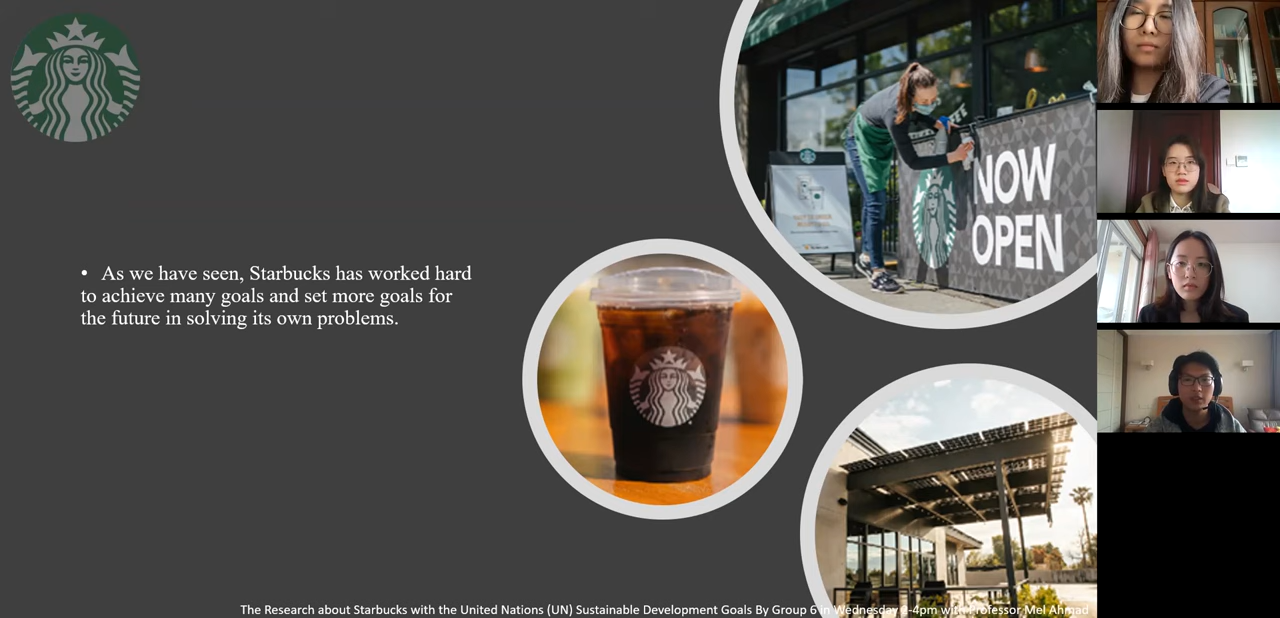 • As we have seen, Starbucks has worked hard
to achieve many goals and set more goals for
the future in solving its own problems.
NOW
OPEN
The Research about Starbucks with the United Nations (UN) Sustainable Development Goals By Group 6 in Wednesday -4pm with Professor Mel Ahmad